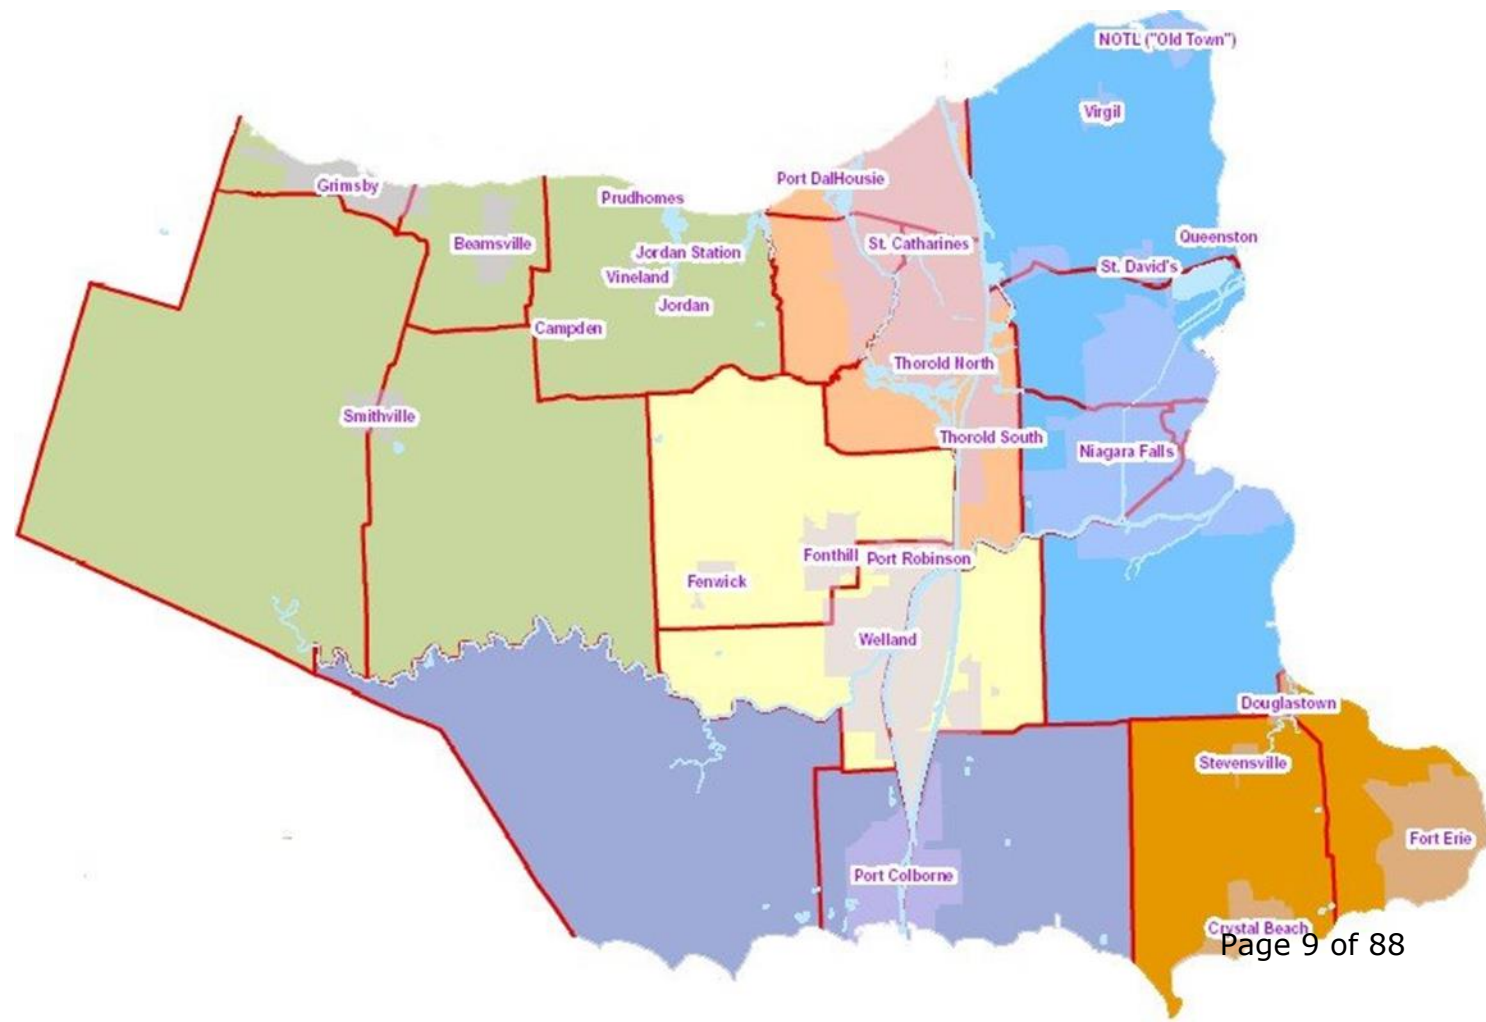 NOTL ("Old Town")
Virgil
Port DalHousie
Grimsby
Prudhomes
Queenston
Beamsville
St. Catharines
Jordan Station
St. David's
Vineland
Jordan
Campden
Thorold North
Smithville
Thorold South
Niagara Falls
Fonthill
Port Robinson
Fenwick
Welland
Douglastown
Stevensville
Fort Erie
Port Colborne
Crystal Beach
Page 9 of 88